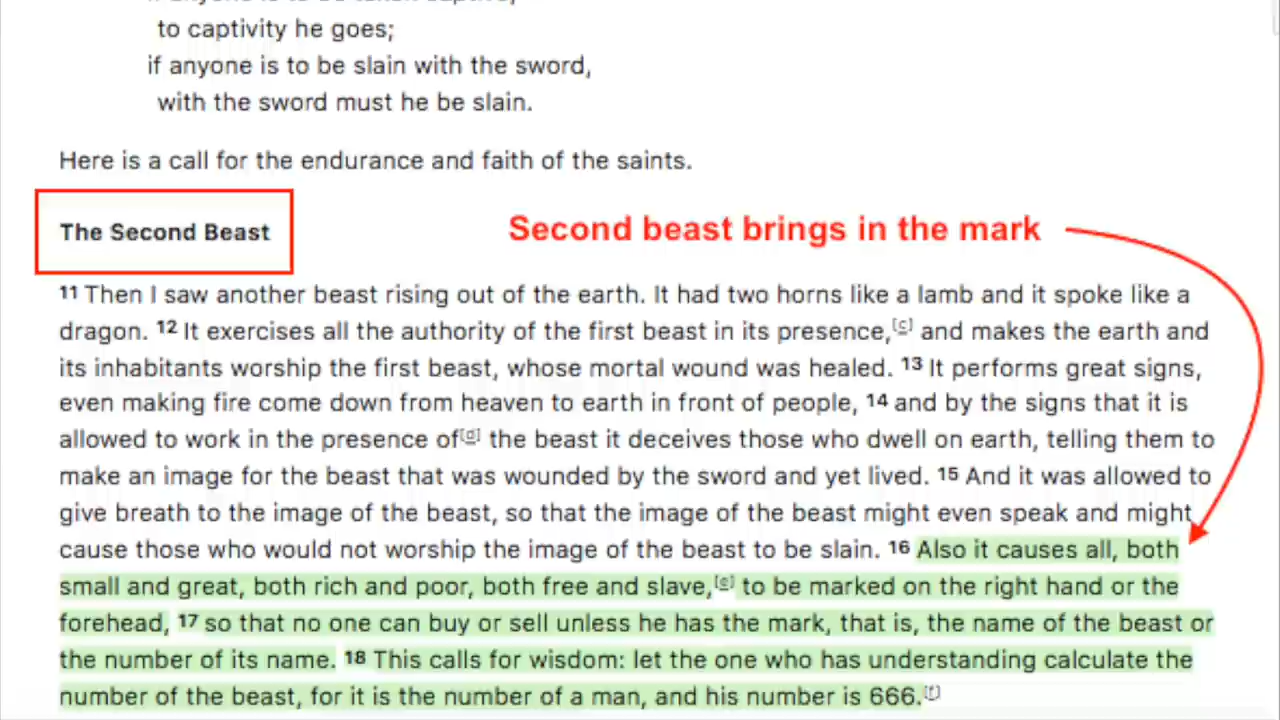 to captivity he goes;
if anyone is to be slain with the sword,
with the sword must he be slain.
Here is a call for the endurance and faith of the saints.
The Second Beast
Second beast brings in the mark
11 Then I saw another beast rising out of the earth. It had two horns like a lamb and it spoke like a
dragon. 12 It exercises all the authority of the first beast in its presence,[c] and makes the earth and
its inhabitants worship the first beast, whose mortal wound was healed. 13 It performs great signs,
even making fire come down from heaven to earth in front of people, 14 and by the signs that it is
allowed to work in the presence of[d] the beast it deceives those who dwell on earth, telling them to
make an image for the beast that was wounded by the sword and yet lived. 15 And it was allowed to
give breath to the image of the beast, so that the image of the beast might even speak and might
cause those who would not worship the image of the beast to be slain. 16 Also it causes all, both
small and great, both rich and poor, both free and slave,[e] to be marked on the right hand or the
forehead, 17 so that no one can buy or sell unless he has the mark, that is, the name of the beast or
the number of its name. 18 This calls for wisdom: let the one who has understanding calculate the
number of the beast, for it is the number of a man, and his number is 666.[f]